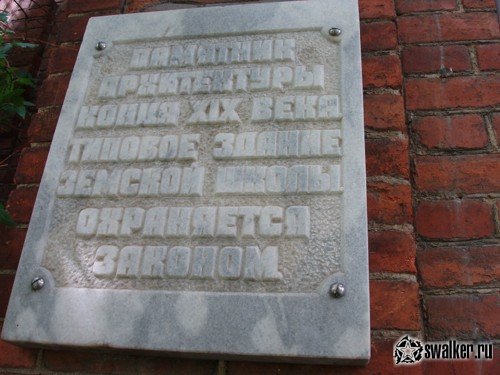 ПАМЯТНИК
АРХИТЕКТУРЫ
КОНЦА XIX ВЕКА
ТИПОВОЕ ЗДАНИЕ
ЗЕМСКОЙ ШКОЛЫ
ОХРАНЯЕТСЯ
ЗАКОНОМ
swalker.ru